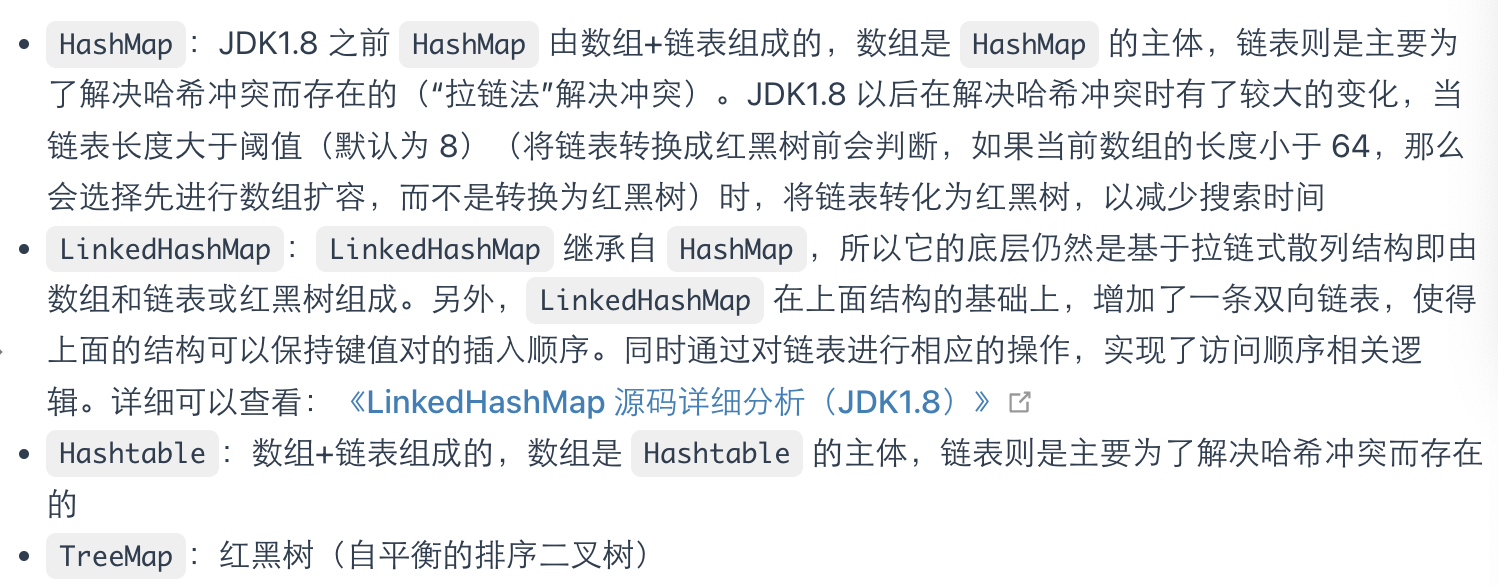 • HashMap： JDK1.8 之前 HashMap 由数组+链表组成的，数组是 HashMap 的主体，链表则是主要为
了解决哈希冲突而存在的（“拉链法”解决冲突）。JDK1.8 以后在解决哈希冲突时有了较大的变化，当
链表长度大于阈值（默认为 8）（将链表转换成红黑树前会判断，如果当前数组的长度小于 64，那么
会选择先进行数组扩容，而不是转换为红黑树）时，将链表转化为红黑树，以减少搜索时间
• LinkedHashMap： LinkedHashMap 继承自 HashMap，所以它的底层仍然是基于拉链式散列结构即由
数组和链表或红黑树组成。另外，LinkedHashMap 在上面结构的基础上，增加了一条双向链表，使得
上面的结构可以保持键值对的插入顺序。同时通过对链表进行相应的操作，实现了访问顺序相关逻
辑。详细可以查看：《LinkedHashMap 源码详细分析（JDK1.8）》
• Hashtable： 数组+链表组成的，数组是 Hashtable 的主体，链表则是主要为了解决哈希冲突而存在
的
• TreeMap： 红黑树（自平衡的排序二叉树）